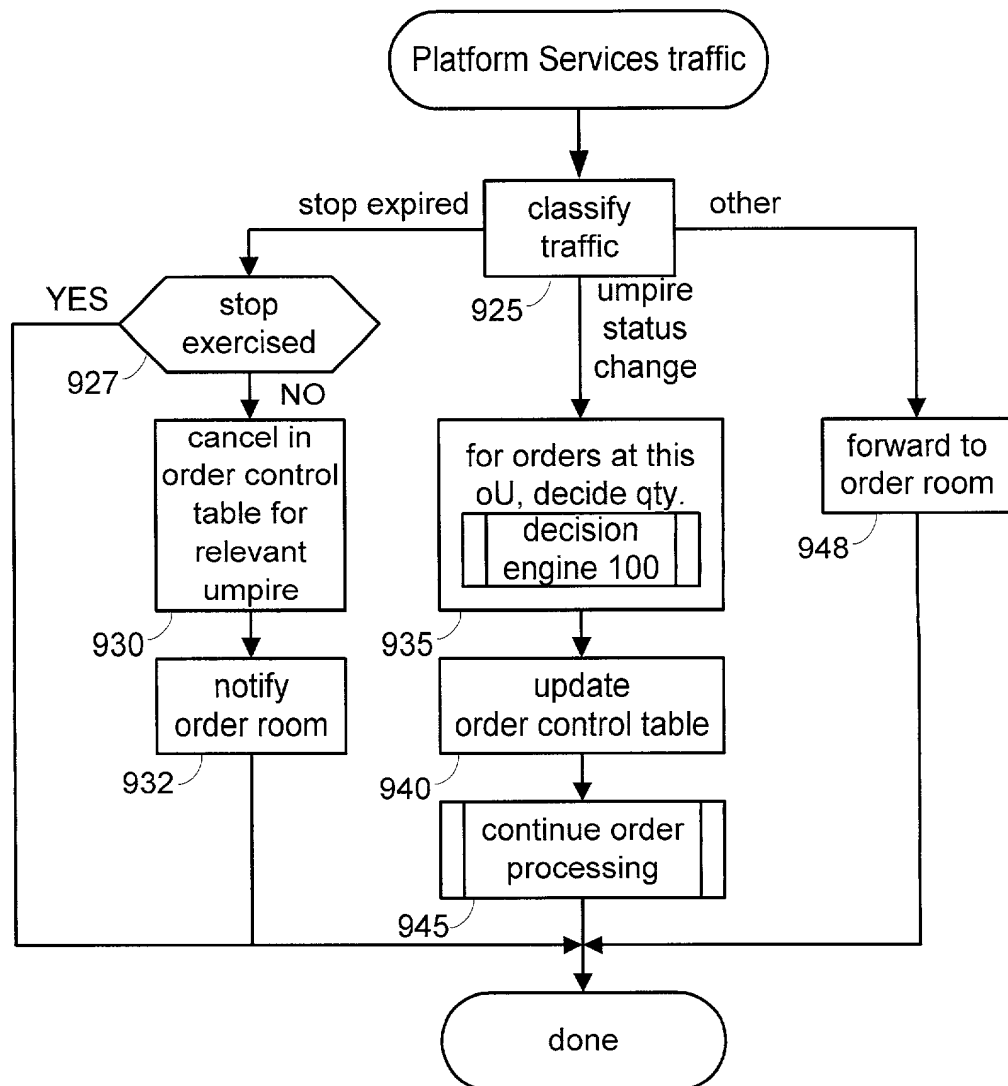 Platform Services traffic
stop expired
classify
traffic
other
925
umpire
status
change
YES
stop
exercised
927
NO
cancel in
order control
table for
relevant
umpire
930
notify
order room
932
for orders at this
oU, decide qty.
decision
engine 100
935
update
order control table
940
continue order
processing
945
forward to
order room
948
done